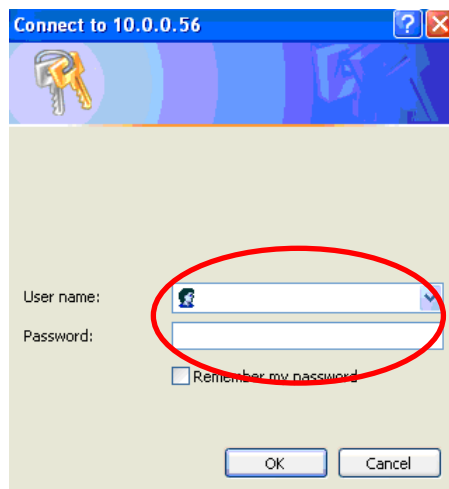 Connect to 10.0.0.56
User name:
Password:
Remember my password
OK
Cancel